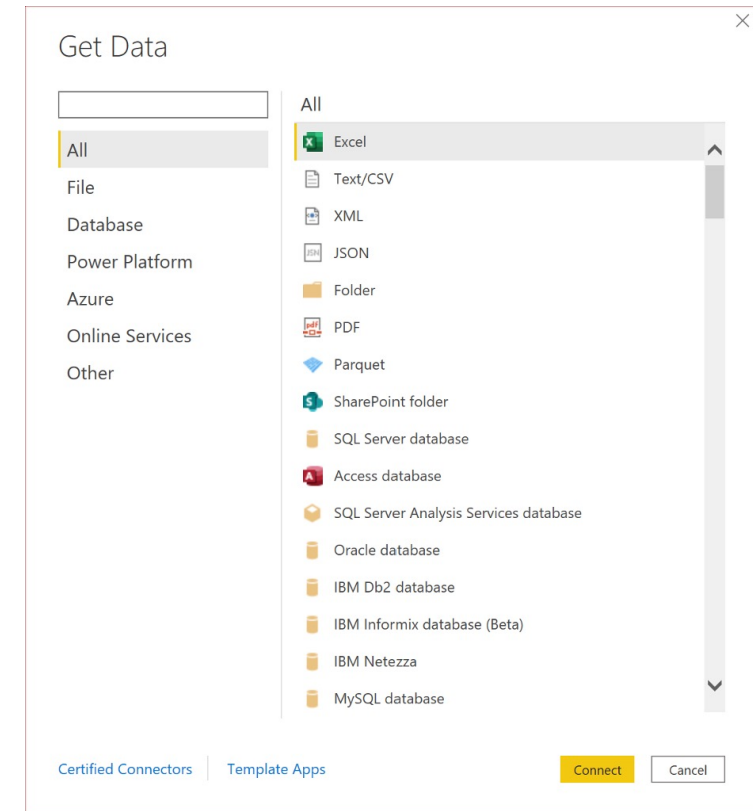 Get Data
All
File
Database
Power Platform
Azure
Online Services
Other
All
Excel
Text/CSV
XML
JSON
Folder
PDF
Parquet
SharePoint folder
SQL Server database
Access database
SQL Server Analysis Services database
Oracle database
IBM Db2 database
IBM Informix database (Beta)
IBM Netezza
MySQL database
Certified Connectors
Template Apps
Connect
Cancel